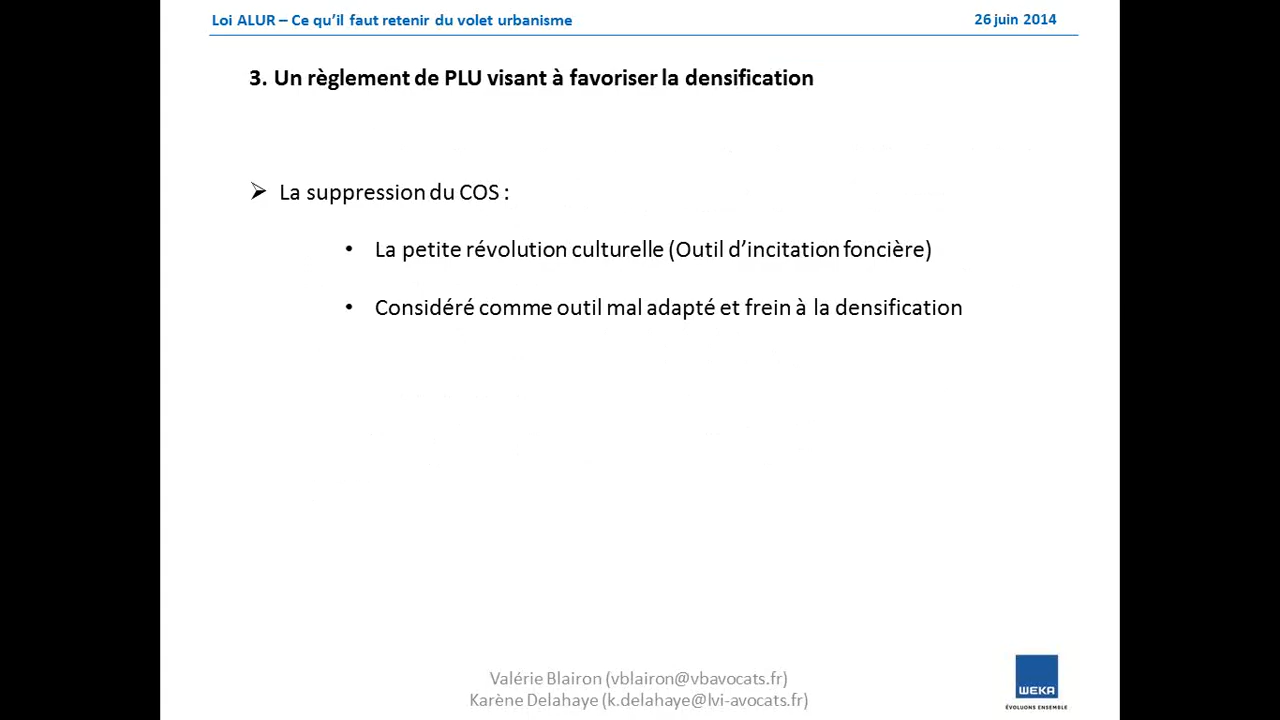 Loi ALUR – Ce qu’il faut retenir du volet urbanisme
26 juin 2014
3. Un règlement de PLU visant à favoriser la densification
➢ La suppression du COS :
• La petite révolution culturelle (Outil d’incitation foncière)
• Considéré comme outil mal adapté et frein à la densification
Valérie Blairon (vblairon@vbavocats.fr)
Karène Delahaye (k.delahaye@lvi-avocats.fr)
WEKA
ÉVOLUONS ENSEMBLE